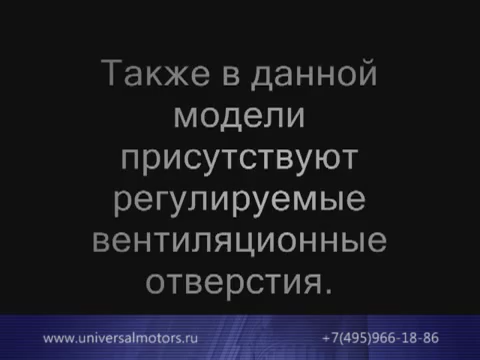 Также в данной
модели
присутствуют
регулируемые
вентиляционные
отверстия.
www.universalmotors.ru +7(495)966-18-86